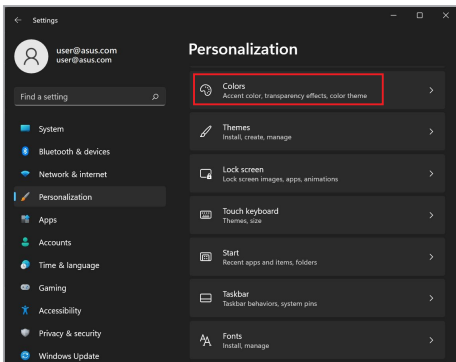 Settings
user@asus.com
user@asus.com
Find a setting
System
Bluetooth & devices
Network & internet
Personalization
Apps
Accounts
Time & language
Gaming
Accessibility
Privacy & security
Windows Update
Personalization
Colors
Accent color, transparency effects, color theme
Themes
Install, create, manage
Lock screen
Lock screen images, apps, animations
Touch keyboard
Themes, size
Start
Recent apps and items, folders
Taskbar
Taskbar behaviors, system pins
Fonts
Install, manage